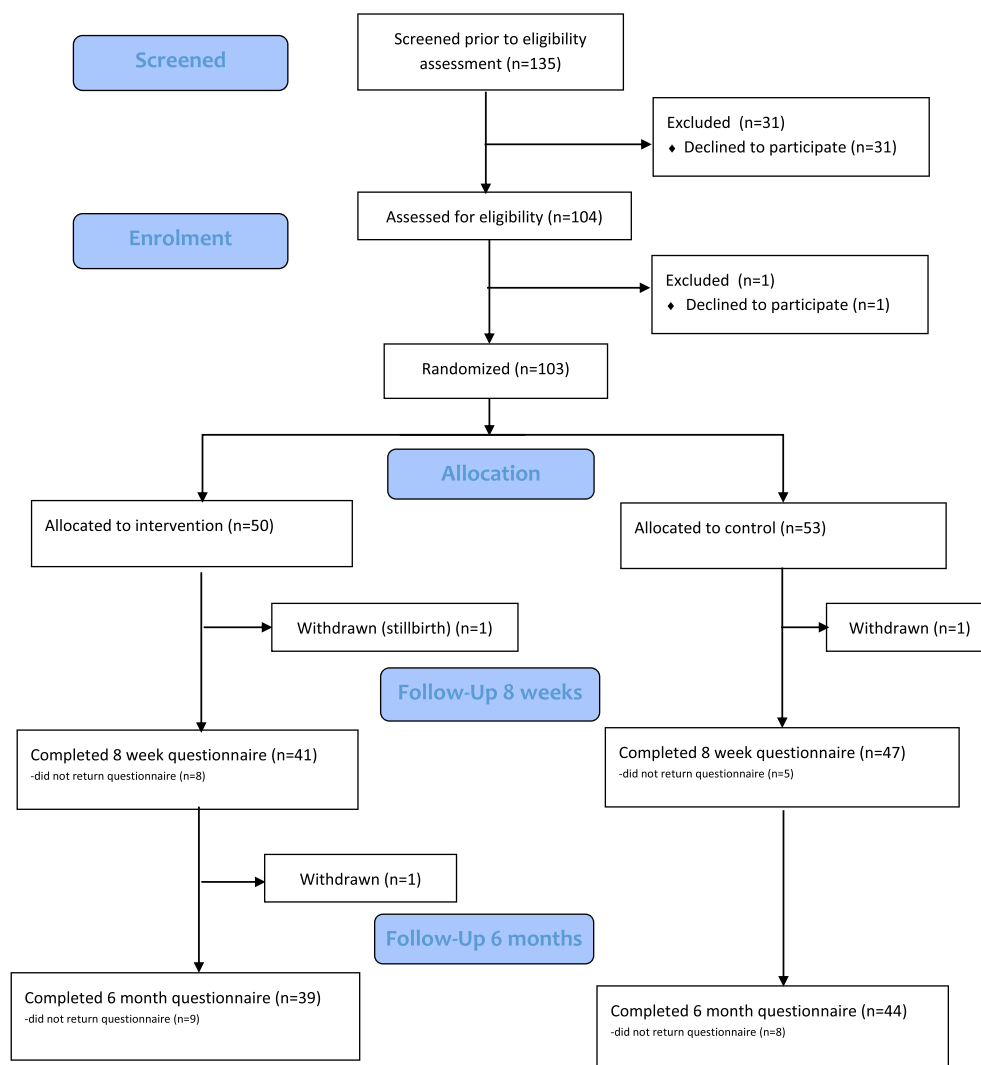 Screened
Screened prior to eligibility
assessment (n=135)
Excluded  (n=31)
♦ Declined to participate (n=31)
Enrolment
Assessed for eligibility (n=104)
Excluded  (n=1)
♦ Declined to participate (n=1)
Randomized (n=103)
Allocation
Allocated to intervention (n=50)
Allocated to control (n=53)
Withdrawn (stillbirth) (n=1)
Withdrawn (n=1)
Follow-Up 8 weeks
Completed 8 week questionnaire (n=41)
-did not return questionnaire (n=8)
Completed 8 week questionnaire (n=47)
-did not return questionnaire (n=5)
Withdrawn (n=1)
Follow-Up 6 months
Completed 6 month questionnaire (n=39)
-did not return questionnaire (n=9)
Completed 6 month questionnaire (n=44)
-did not return questionnaire (n=8)